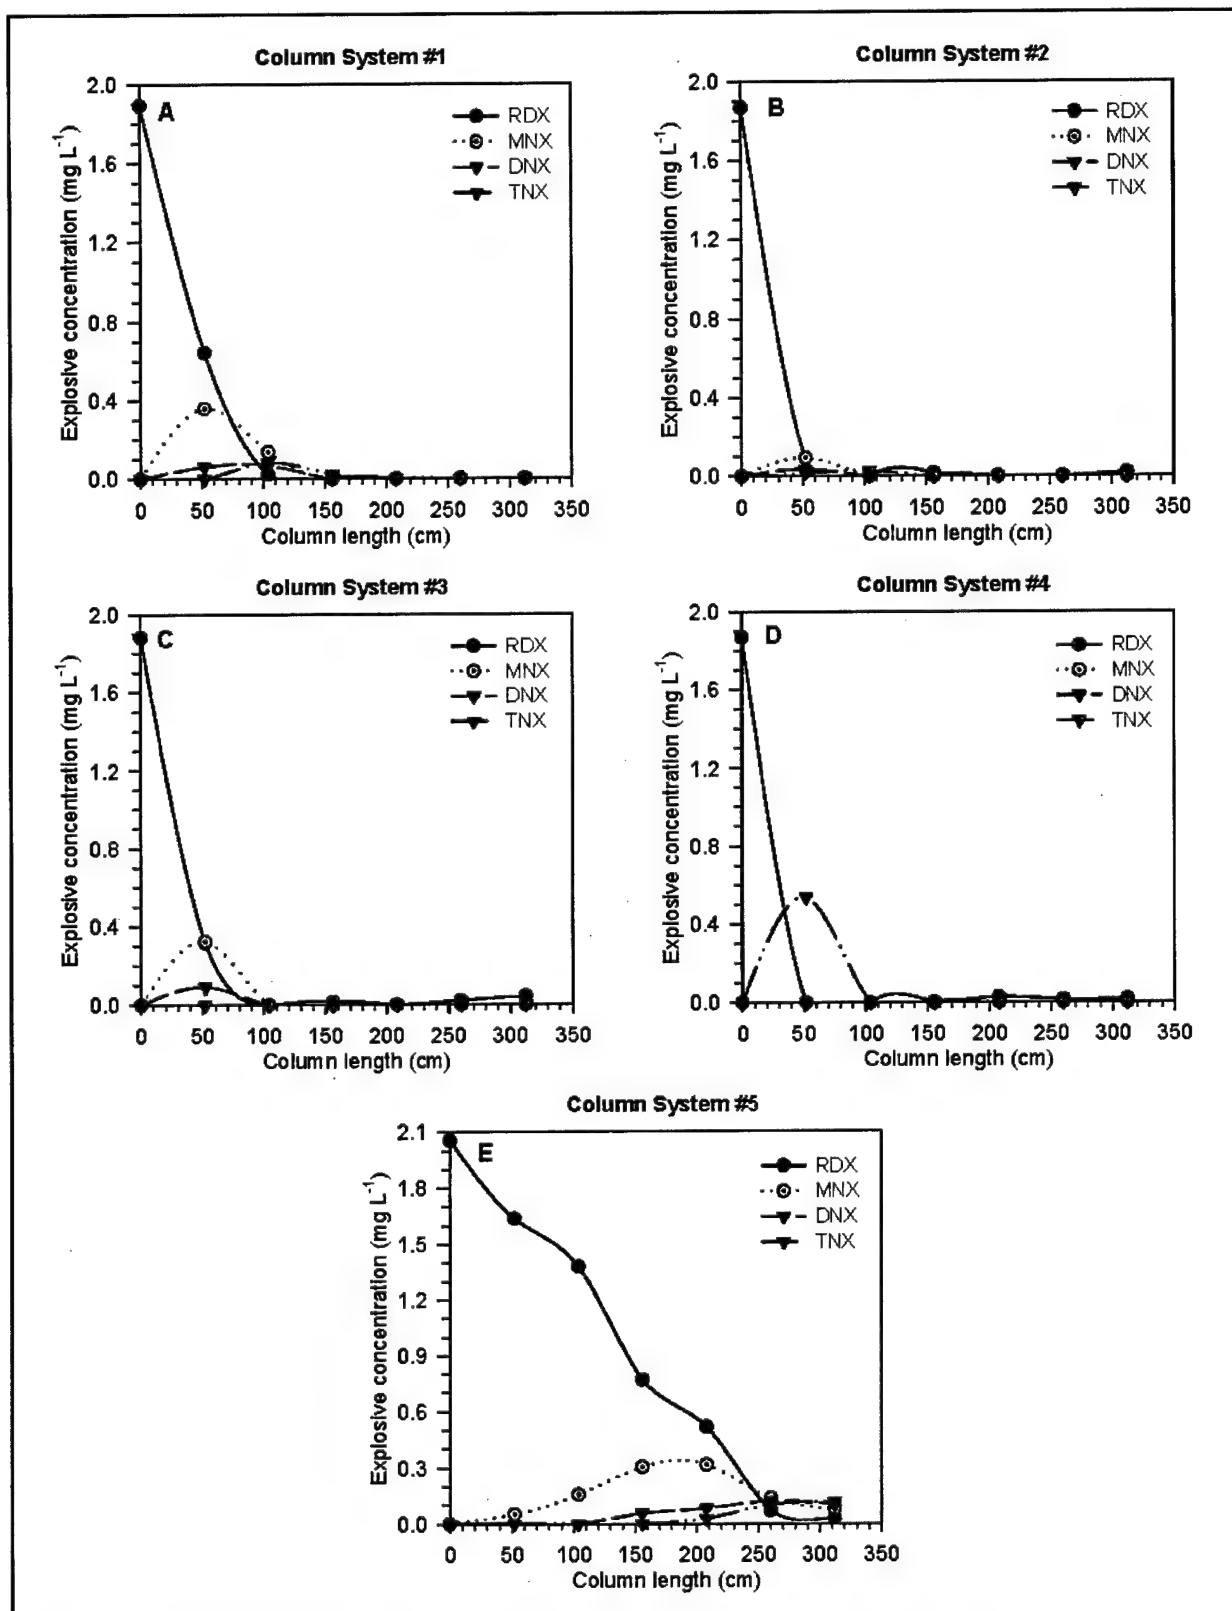 Column System #1
A
RDX
MNX
DNX
TNX
Explosive concentration (mg L⁻¹)
2.0
1.6
1.2
0.8
0.4
0.0
0 50 100 150 200 250 300 350
Column length (cm)
Column System #2
B
RDX
MNX
DNX
TNX
Explosive concentration (mg L⁻¹)
2.0
1.6
1.2
0.8
0.4
0.0
0 50 100 150 200 250 300 350
Column length (cm)
Column System #3
C
RDX
MNX
DNX
TNX
Explosive concentration (mg L⁻¹)
2.0
1.6
1.2
0.8
0.4
0.0
0 50 100 150 200 250 300 350
Column length (cm)
Column System #4
D
RDX
MNX
DNX
TNX
Explosive concentration (mg L⁻¹)
2.0
1.6
1.2
0.8
0.4
0.0
0 50 100 150 200 250 300 350
Column length (cm)
Column System #5
E
RDX
MNX
DNX
TNX
Explosive concentration (mg L⁻¹)
2.1
1.8
1.5
1.2
0.9
0.6
0.3
0.0
0 50 100 150 200 250 300 350
Column length (cm)